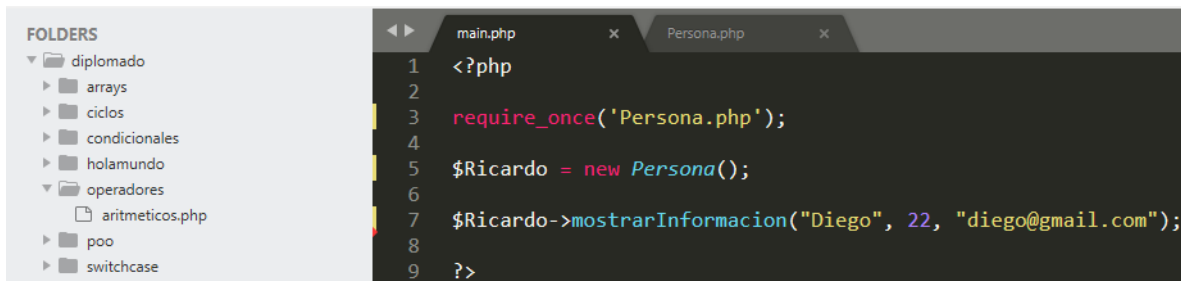 FOLDERS
diplomado
arrays
ciclos
condicionales
holamundo
operadores
aritmeticos.php
poo
switchcase
main.php × Persona.php ×
1 <?php
2
3 require_once('Persona.php');
4
5 $Ricardo = new Persona();
6
7 $Ricardo->mostrarInformacion("Diego", 22, "diego@gmail.com");
8
9 ?>